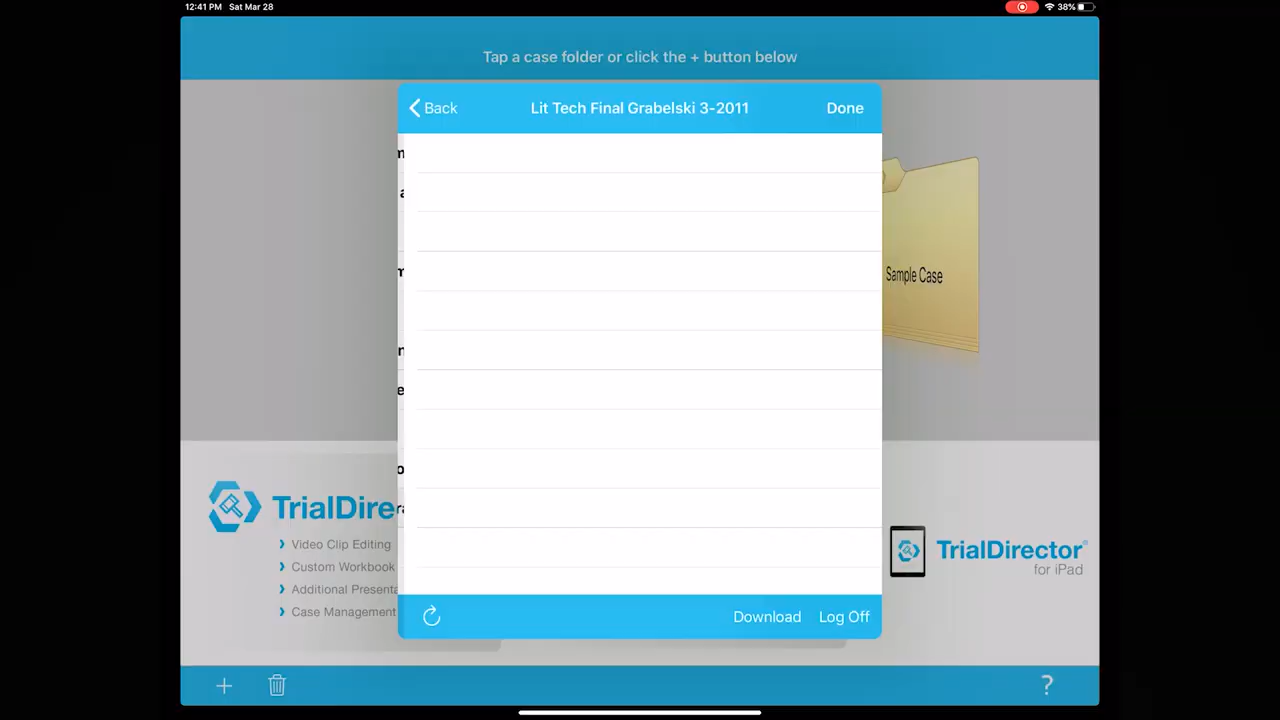 12:41 PM Sat Mar 28
38%
Tap a case folder or click the + button below
Back
Lit Tech Final Grabelski 3-2011
Done
Sample Case
TrialDire
Video Clip Editing
Custom Workbook
Additional Presenta
Case Management
TrialDirector®
for iPad
Download
Log Off
?